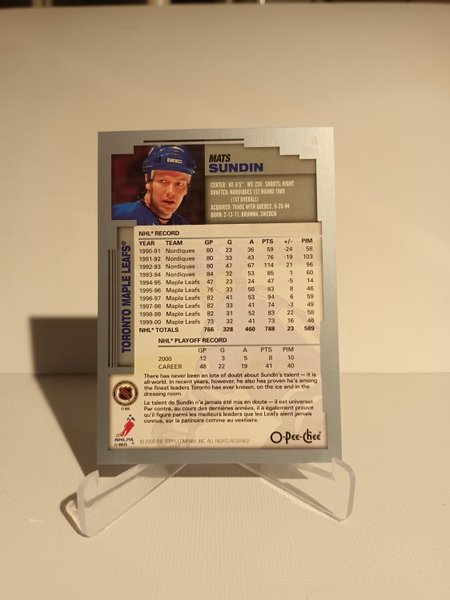 MATS
SUNDIN
CENTER HT 6'5" WT 230 SHOOTS: RIGHT
DRAFTED: NORDIQUES 1ST ROUND 1989
(1ST OVERALL)
ACQUIRED: TRADE WITH QUEBEC, 6-28-94
BORN: 2-13-71, BROMMA, SWEDEN
TORONTO MAPLE LEAFS®
NHL® RECORD
YEAR TEAM GP G A PTS +/- PIM
1990-91 Nordiques 80 23 36 59 -24 58
1991-92 Nordiques 80 33 43 76 -19 103
1992-93 Nordiques 80 47 67 114 21 96
1993-94 Nordiques 84 32 53 85 1 60
1994-95 Maple Leafs 47 23 24 47 -5 14
1995-96 Maple Leafs 76 33 50 83 8 46
1996-97 Maple Leafs 82 41 53 94 6 59
1997-98 Maple Leafs 82 33 41 74 -3 49
1998-99 Maple Leafs 82 31 52 83 22 58
1999-00 Maple Leafs 73 32 41 73 16 46
NHL® TOTALS 766 328 460 788 23 589
NHL® PLAYOFF RECORD
GP G A PTS PIM
2000 12 3 5 8 10
CAREER 48 22 19 41 40
There has never been an iota of doubt about Sundin's talent — it is
all-world. In recent years, however, he also has proven he's among
the finest leaders Toronto has ever known, on the ice and in the
dressing room.
Le talent de Sundin n'a jamais été mis en doute — il est universel.
Par contre, au cours des dernières années, il a également prouvé
qu'il figure parmi les meilleurs leaders que les Leafs aient jamais
connus, sur la patinoire comme au vestiaire.
NHLPA
© 2000 THE TOPPS COMPANY, INC. ALL RIGHTS RESERVED.
O-Pee-Chee